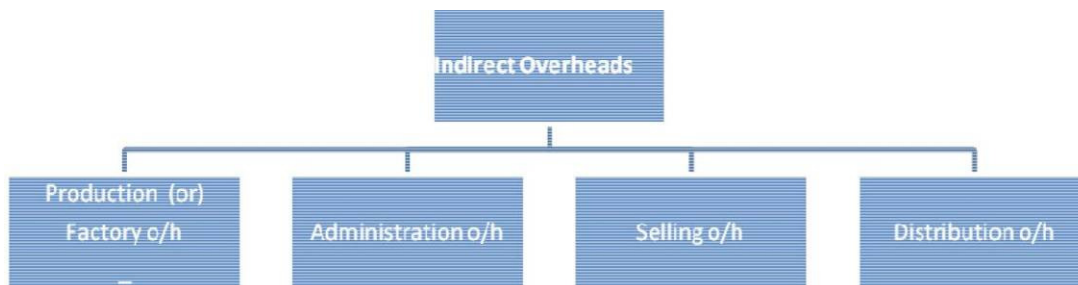 Indirect Overheads
Production (or)
Factory o/h
Administration o/h
Selling o/h
Distribution o/h